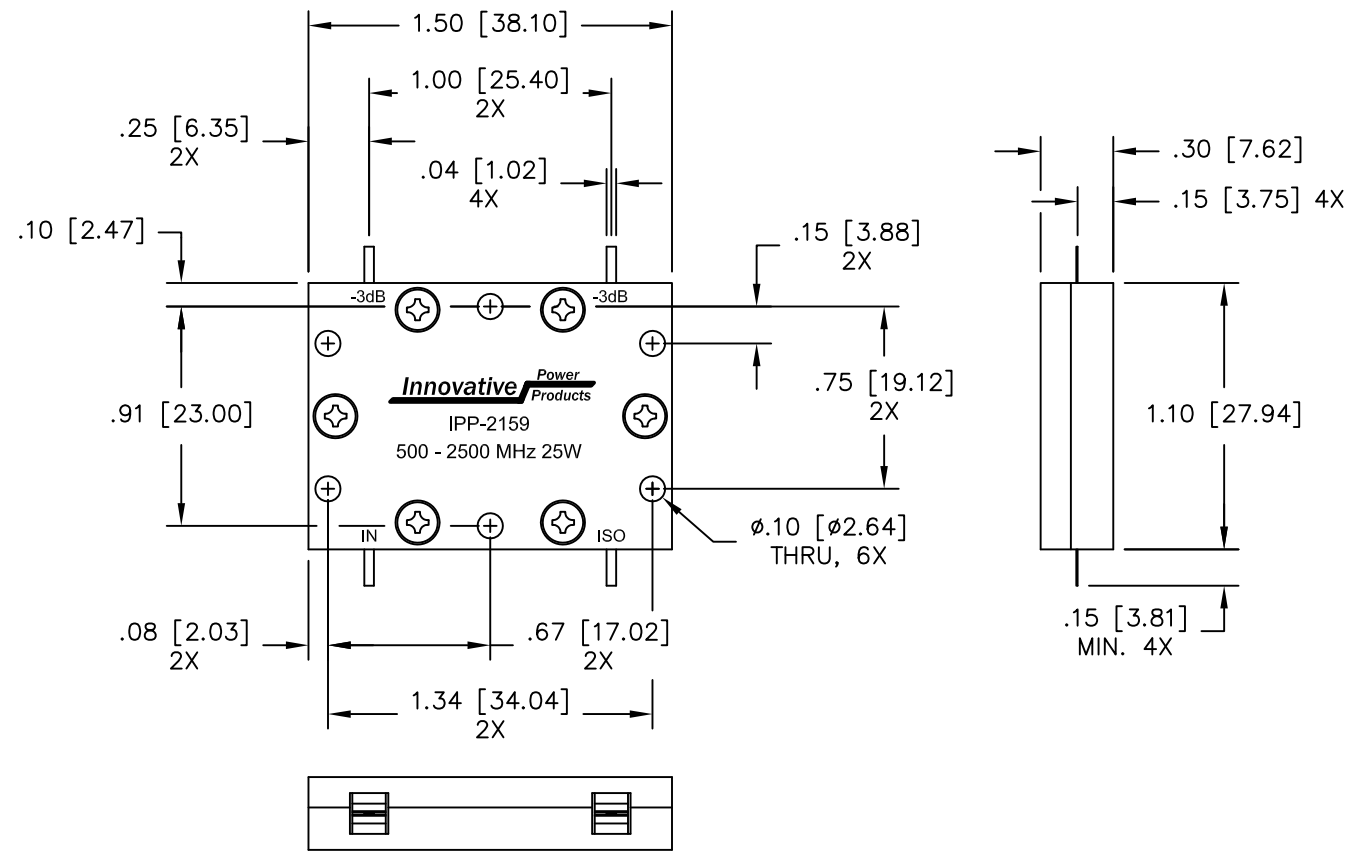 1.50 [38.10]
1.00 [25.40]
2X
.25 [6.35]
2X
.04 [1.02]
4X
.30 [7.62]
.15 [3.75] 4X
.10 [2.47]
.15 [3.88]
2X
-3dB
-3dB
Innovative Power
Products
IPP-2159
500 - 2500 MHz 25W
.91 [23.00]
.75 [19.12]
2X
1.10 [27.94]
IN
ISO
ø.10 [ø2.64]
THRU, 6X
.08 [2.03]
2X
.67 [17.02]
2X
.15 [3.81]
MIN. 4X
1.34 [34.04]
2X